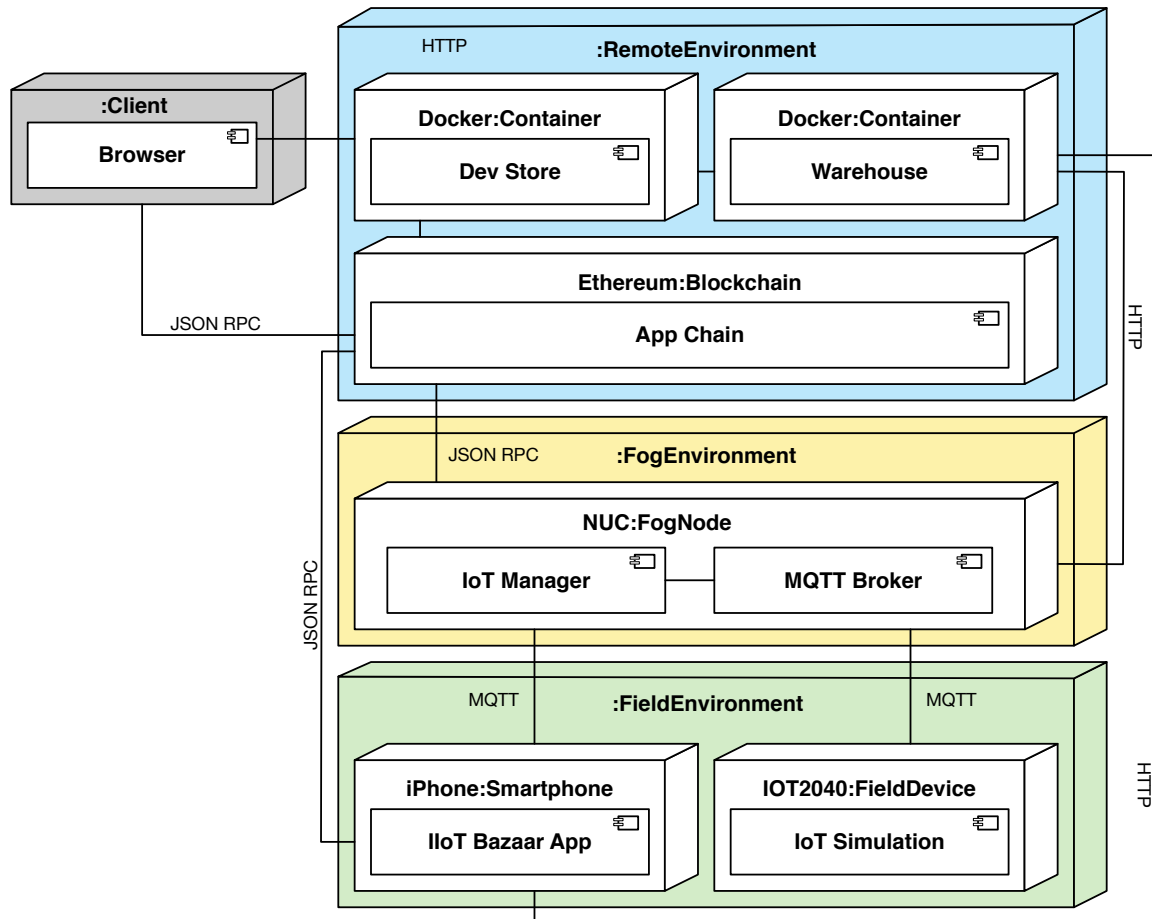 HTTP
:RemoteEnvironment
:Client
Browser
Docker:Container
Dev Store
Docker:Container
Warehouse
Ethereum:Blockchain
App Chain
JSON RPC
HTTP
JSON RPC
:FogEnvironment
NUC:FogNode
IoT Manager
MQTT Broker
JSON RPC
MQTT
:FieldEnvironment
MQTT
iPhone:Smartphone
IIoT Bazaar App
IOT2040:FieldDevice
IoT Simulation
HTTP